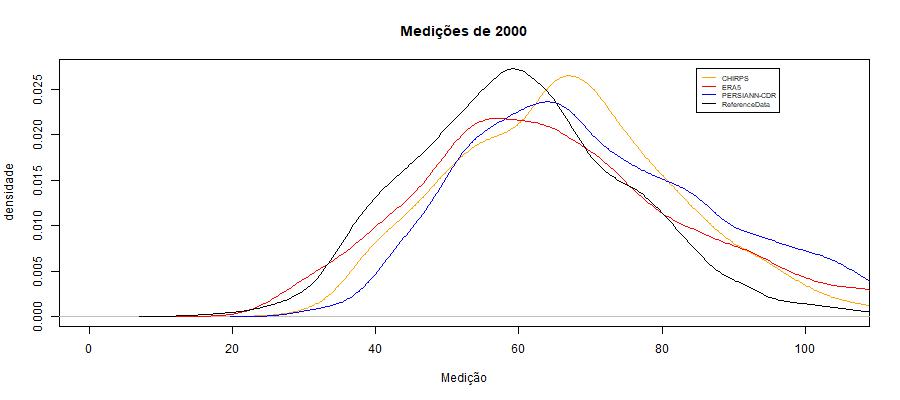 Medições de 2000
densidade
0.025
0.020
0.015
0.010
0.005
0.000
CHIRPS
ERA5
PERSIANN-CDR
ReferenceData
0 20 40 60 80 100
Medição